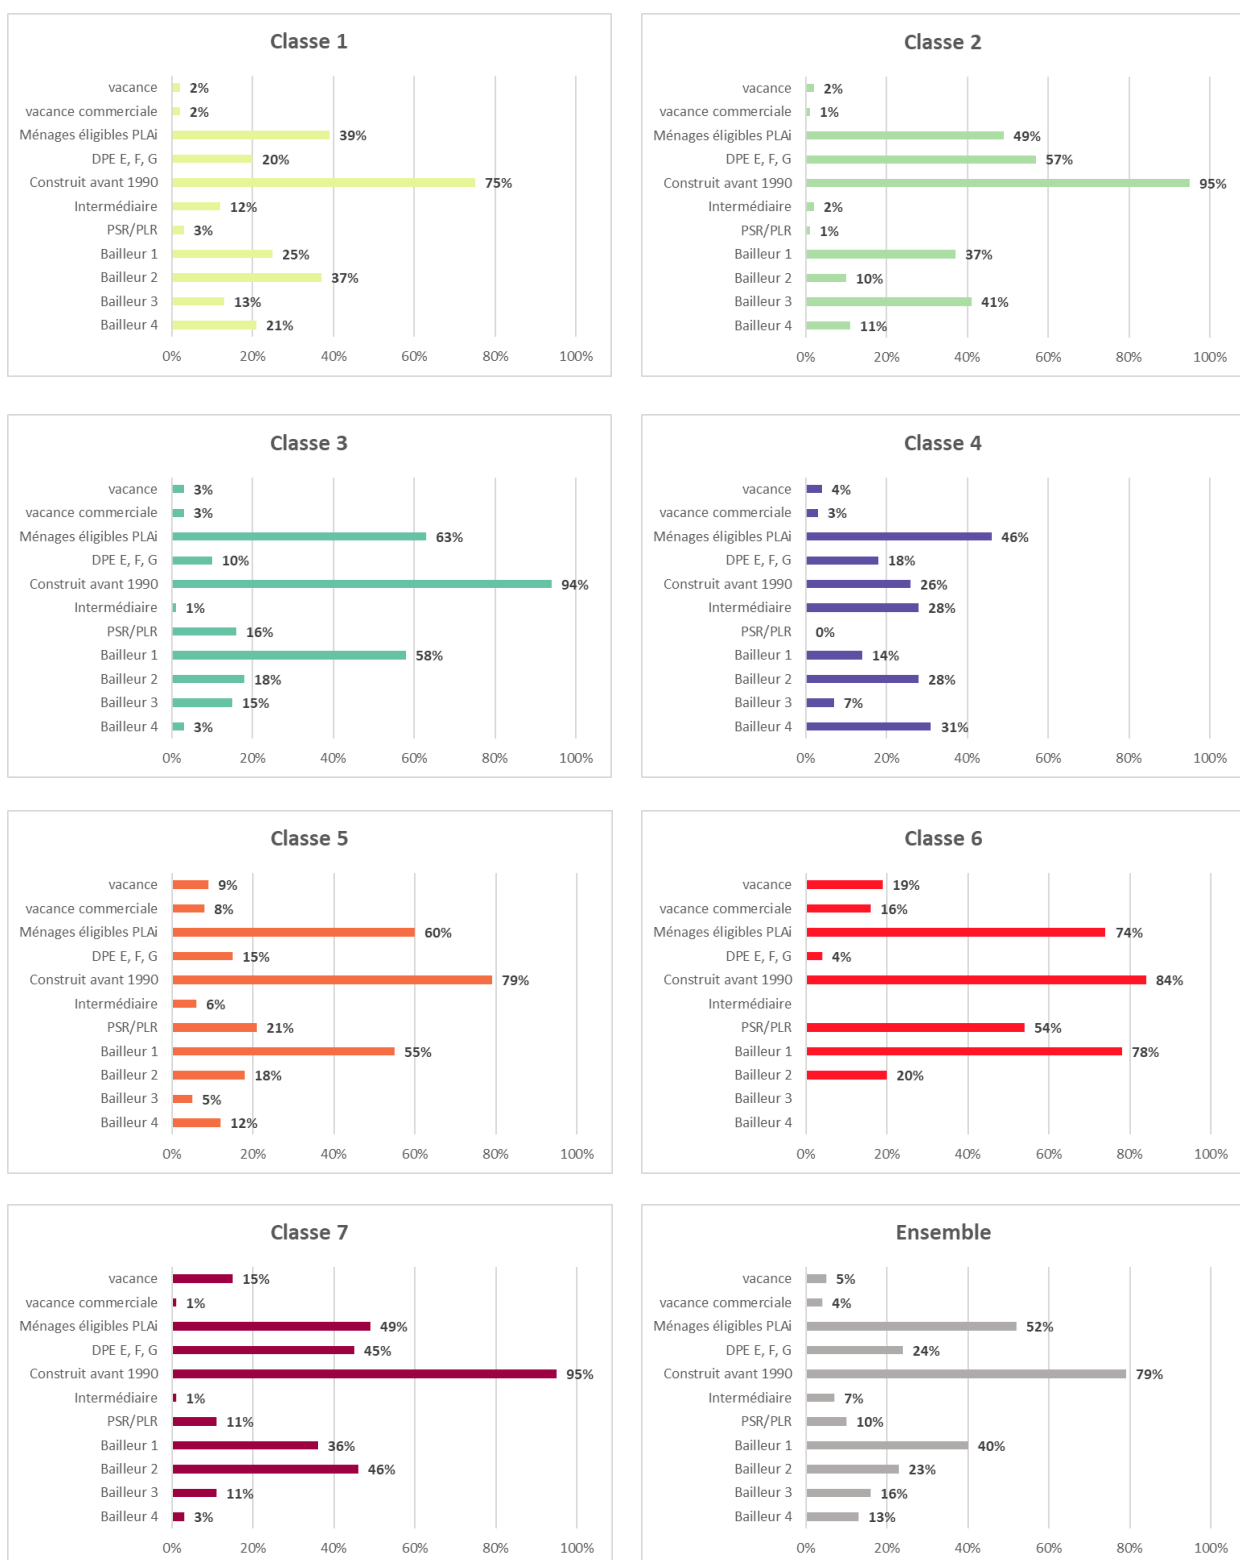 Classe 1
vacance 2%
vacance commerciale 2%
Ménages éligibles PLAi 39%
DPE E, F, G 20%
Construit avant 1990 75%
Intermédiaire 12%
PSR/PLR 3%
Bailleur 1 25%
Bailleur 2 37%
Bailleur 3 13%
Bailleur 4 21%
0% 20% 40% 60% 80% 100%
Classe 2
vacance 2%
vacance commerciale 1%
Ménages éligibles PLAi 49%
DPE E, F, G 57%
Construit avant 1990 95%
Intermédiaire 2%
PSR/PLR 1%
Bailleur 1 37%
Bailleur 2 10%
Bailleur 3 41%
Bailleur 4 11%
0% 20% 40% 60% 80% 100%
Classe 3
vacance 3%
vacance commerciale 3%
Ménages éligibles PLAi 63%
DPE E, F, G 10%
Construit avant 1990 94%
Intermédiaire 1%
PSR/PLR 16%
Bailleur 1 58%
Bailleur 2 18%
Bailleur 3 15%
Bailleur 4 3%
0% 20% 40% 60% 80% 100%
Classe 4
vacance 4%
vacance commerciale 3%
Ménages éligibles PLAi 46%
DPE E, F, G 18%
Construit avant 1990 26%
Intermédiaire 28%
PSR/PLR 0%
Bailleur 1 14%
Bailleur 2 28%
Bailleur 3 7%
Bailleur 4 31%
0% 20% 40% 60% 80% 100%
Classe 5
vacance 9%
vacance commerciale 8%
Ménages éligibles PLAi 60%
DPE E, F, G 15%
Construit avant 1990 79%
Intermédiaire 6%
PSR/PLR 21%
Bailleur 1 55%
Bailleur 2 18%
Bailleur 3 5%
Bailleur 4 12%
0% 20% 40% 60% 80% 100%
Classe 6
vacance 19%
vacance commerciale 16%
Ménages éligibles PLAi 74%
DPE E, F, G 4%
Construit avant 1990 84%
Intermédiaire
PSR/PLR 54%
Bailleur 1 78%
Bailleur 2 20%
Bailleur 3
Bailleur 4
0% 20% 40% 60% 80% 100%
Classe 7
vacance 15%
vacance commerciale 1%
Ménages éligibles PLAi 49%
DPE E, F, G 45%
Construit avant 1990 95%
Intermédiaire 1%
PSR/PLR 11%
Bailleur 1 36%
Bailleur 2 46%
Bailleur 3 11%
Bailleur 4 3%
0% 20% 40% 60% 80% 100%
Ensemble
vacance 5%
vacance commerciale 4%
Ménages éligibles PLAi 52%
DPE E, F, G 24%
Construit avant 1990 79%
Intermédiaire 7%
PSR/PLR 10%
Bailleur 1 40%
Bailleur 2 23%
Bailleur 3 16%
Bailleur 4 13%
0% 20% 40% 60% 80% 100%